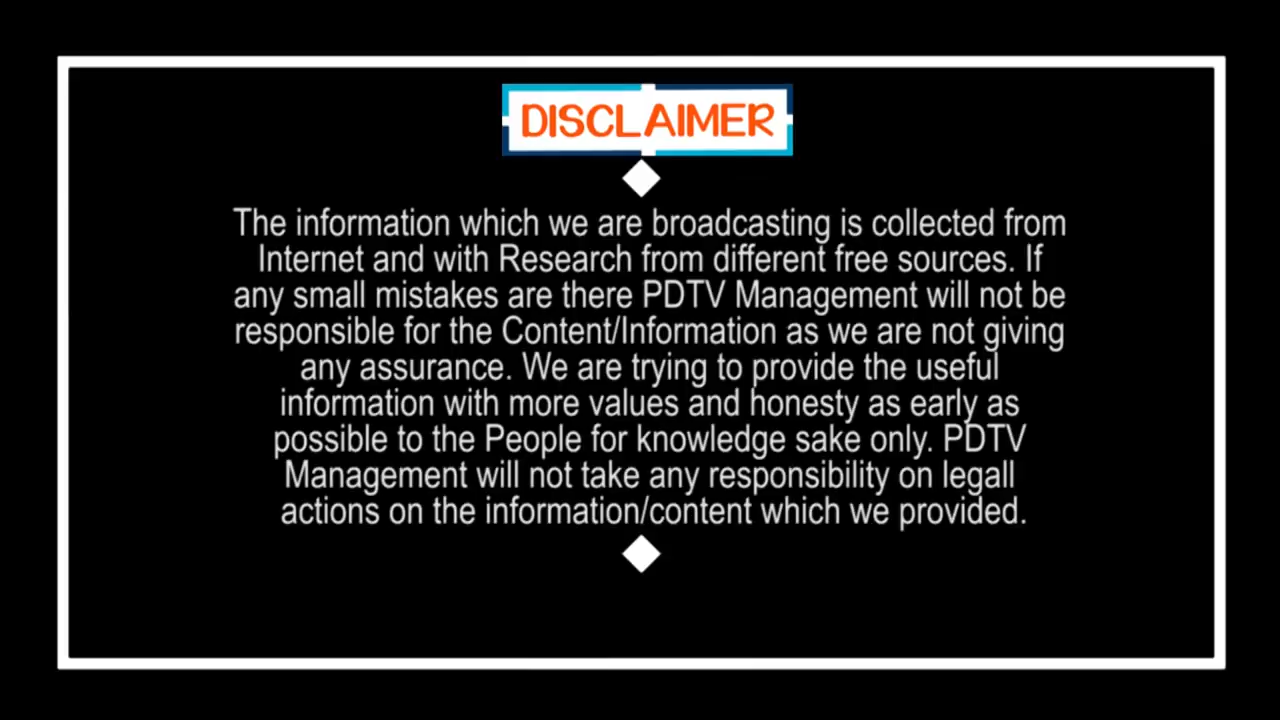 DISCLAIMER
The information which we are broadcasting is collected from
Internet and with Research from different free sources. If
any small mistakes are there PDTV Management will not be
responsible for the Content/Information as we are not giving
any assurance. We are trying to provide the useful
information with more values and honesty as early as
possible to the People for knowledge sake only. PDTV
Management will not take any responsibility on legall
actions on the information/content which we provided.